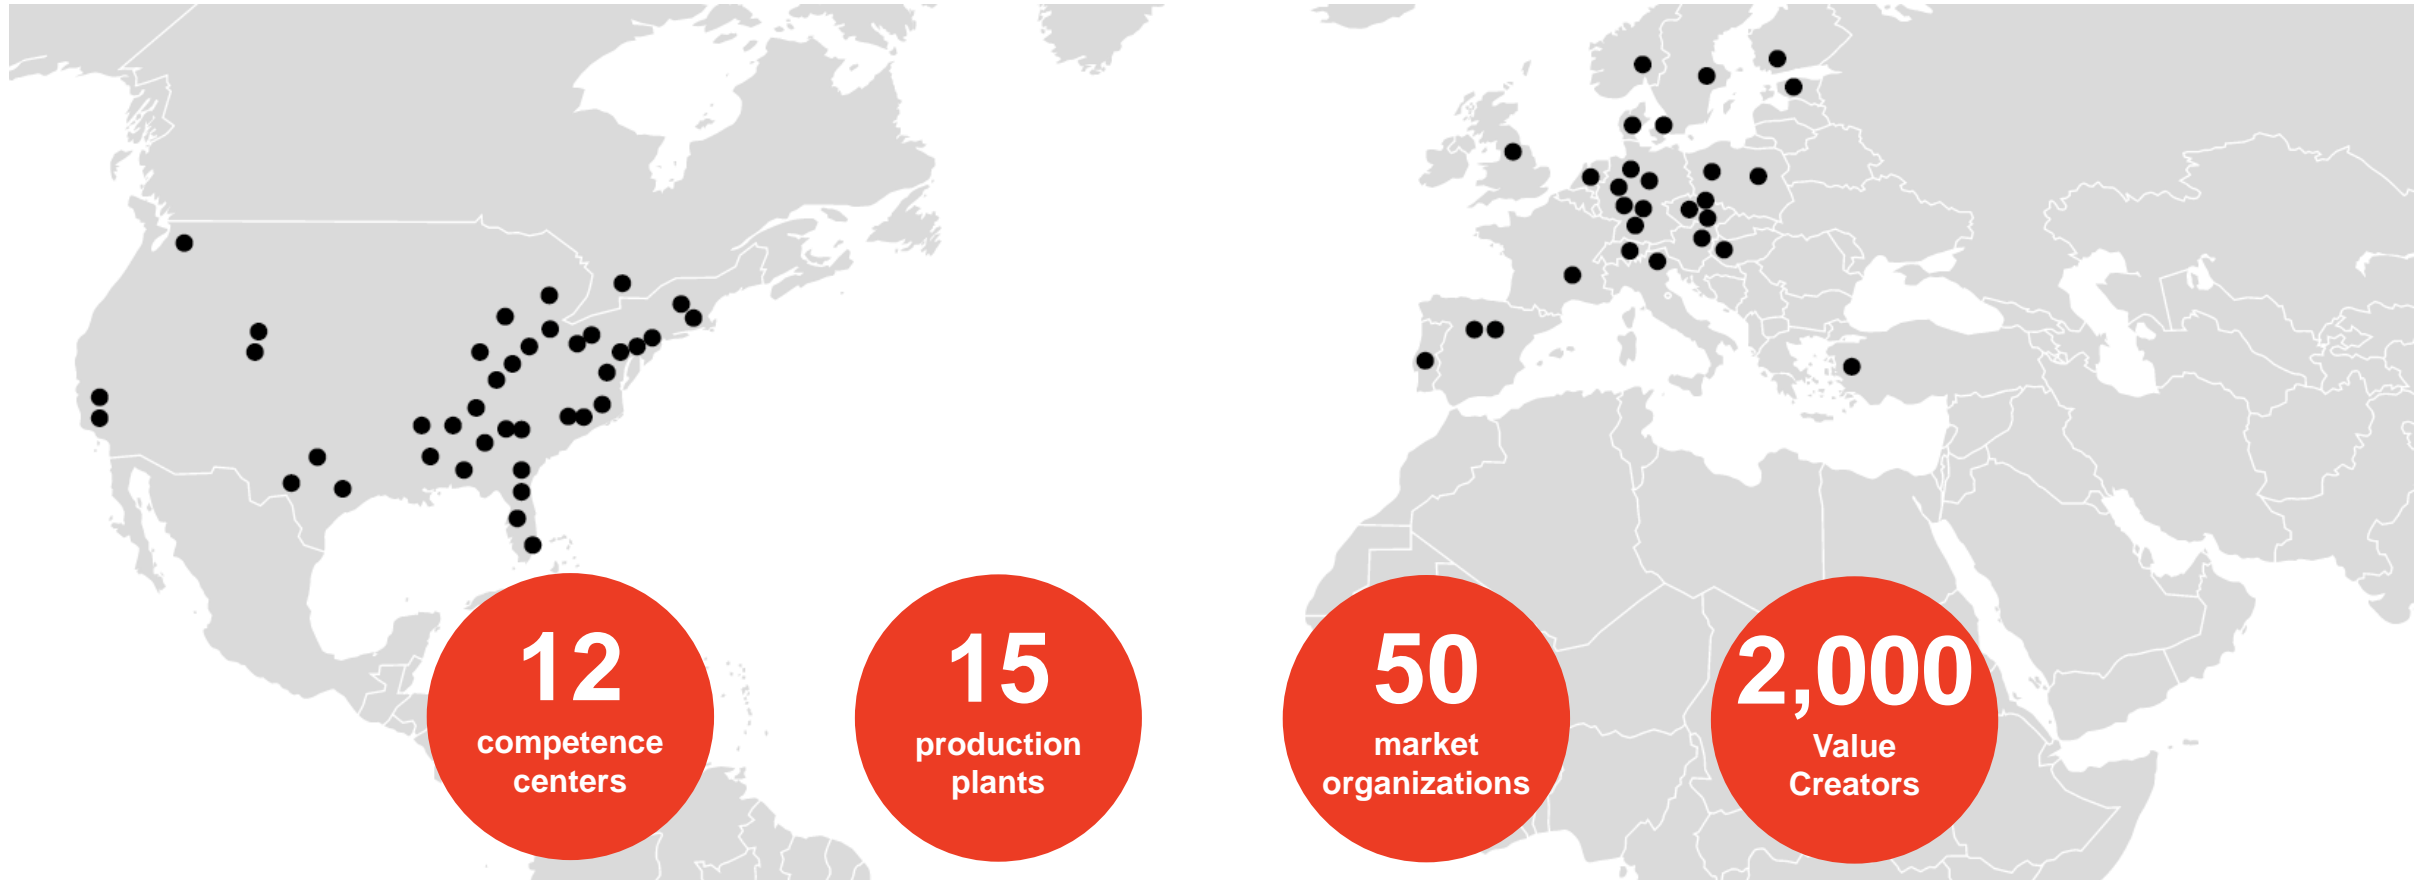 12
competence
centers
15
production
plants
50
market
organizations
2,000
Value
Creators